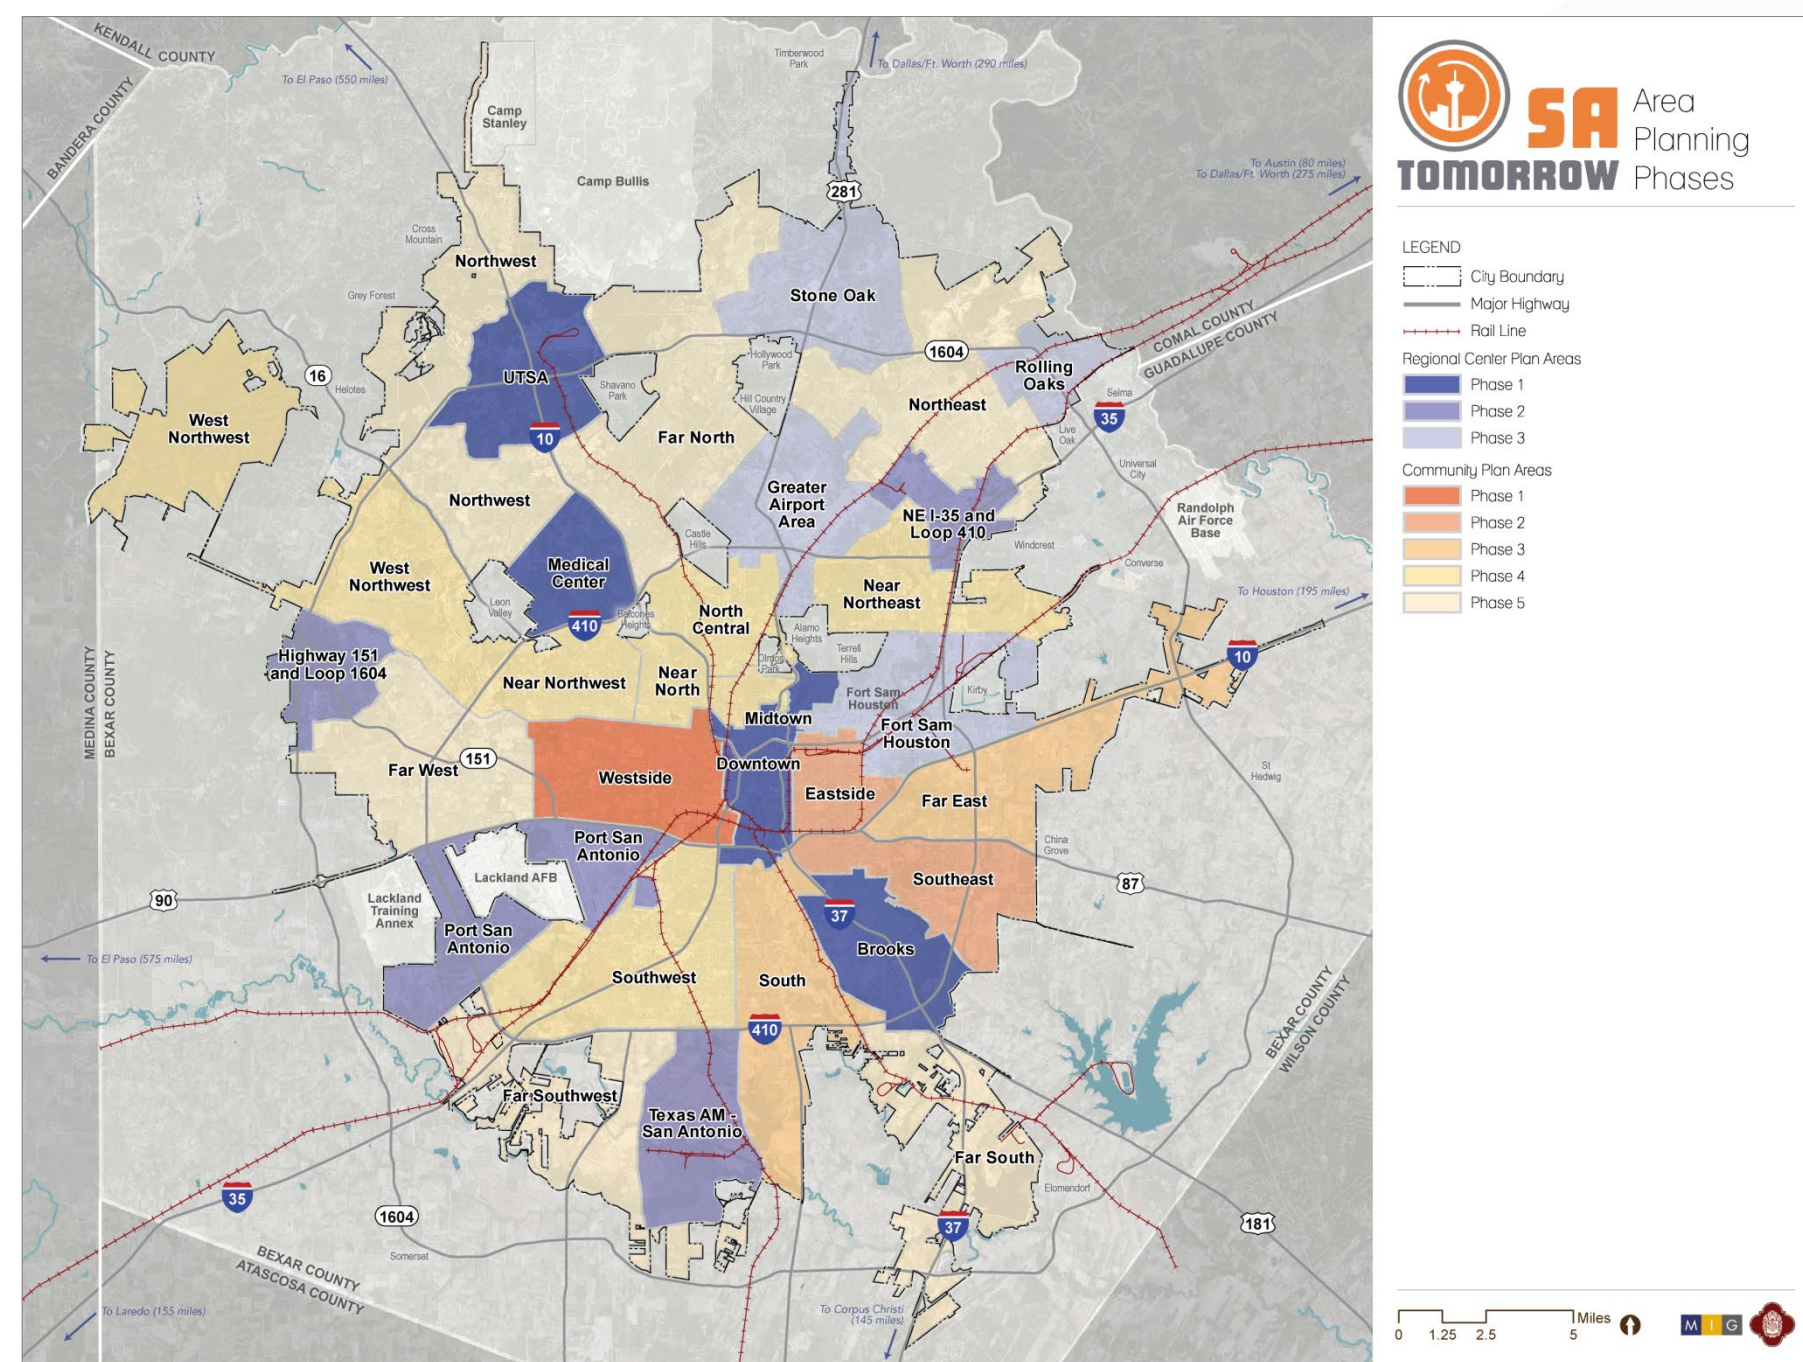 KENDALL COUNTY
BANDERA COUNTY
To El Paso (550 miles)
Camp
Stanley
Timberwood
Park
To Dallas/Ft. Worth (290 miles)
Camp Bullis
281
To Austin (80 miles)
To Dallas/Ft. Worth (275 miles)
Cross
Mountain
Northwest
Grey Forest
Stone Oak
COMAL COUNTY
GUADALUPE COUNTY
1604
Hollywood
Park
Rolling
Oaks
16
Helotes
UTSA
Shavano
Park
Selma
Hill Country
Village
Northeast
35
West
Northwest
10
Far North
Live
Oak
Universal
City
Northwest
Greater
Airport
Area
NE I-35 and
Loop 410
Randolph
Air Force
Base
Castle
Hills
Windcrest
Converse
West
Northwest
Medical
Center
Near
Northeast
To Houston (195 miles)
Leon
Valley
410
Balcones
Heights
North
Central
Alamo
Heights
Terrell
Hills
Olmos
Park
10
Highway 151
and Loop 1604
Near Northwest
Near
North
Fort Sam
Houston
Kirby
MEDINA COUNTY
BEXAR COUNTY
Midtown
Fort Sam
Houston
151
Far West
Westside
Downtown
Eastside
Far East
St
Hedwig
Port San
Antonio
China
Grove
Lackland AFB
Southeast
87
90
Lackland
Training
Annex
37
Port San
Antonio
Brooks
To El Paso (575 miles)
Southwest
South
410
BEXAR COUNTY
WILSON COUNTY
Far Southwest
Texas AM -
San Antonio
Far South
Elomendorf
35
1604
37
181
Somerset
BEXAR COUNTY
ATASCOSA COUNTY
To Laredo (155 miles)
To Corpus Christi
(145 miles)
SA
TOMORROW
Area
Planning
Phases
LEGEND
City Boundary
Major Highway
Rail Line
Regional Center Plan Areas
Phase 1
Phase 2
Phase 3
Community Plan Areas
Phase 1
Phase 2
Phase 3
Phase 4
Phase 5
Miles
0 1.25 2.5 5
M I G